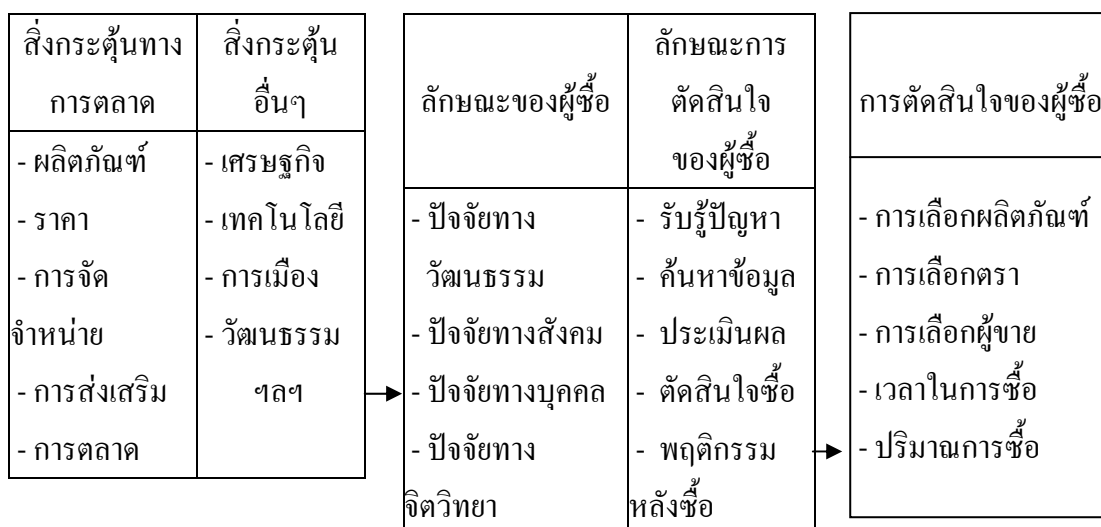 สิ่งกระตุ้นทาง
การตลาด
- ผลิตภัณฑ์
- ราคา
- การจัด
จำหน่าย
- การส่งเสริม
- การตลาด
สิ่งกระตุ้น
อื่นๆ
- เศรษฐกิจ
- เทคโนโลยี
- การเมือง
- วัฒนธรรม
ฯลฯ
ลักษณะของผู้ซื้อ
- ปัจจัยทาง
วัฒนธรรม
- ปัจจัยทางสังคม
- ปัจจัยทางบุคคล
- ปัจจัยทาง
จิตวิทยา
ลักษณะการ
ตัดสินใจ
ของผู้ซื้อ
- รับรู้ปัญหา
- ค้นหาข้อมูล
- ประเมินผล
- ตัดสินใจซื้อ
- พฤติกรรม
หลังซื้อ
การตัดสินใจของผู้ซื้อ
- การเลือกผลิตภัณฑ์
- การเลือกตรา
- การเลือกผู้ขาย
- เวลาในการซื้อ
- ปริมาณการซื้อ